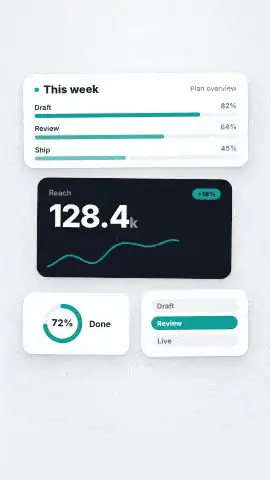 This week
Plan overview
Draft
82%
Review
64%
Ship
45%
Reach
+18%
128.4k
72%
Done
Draft
Review
Live